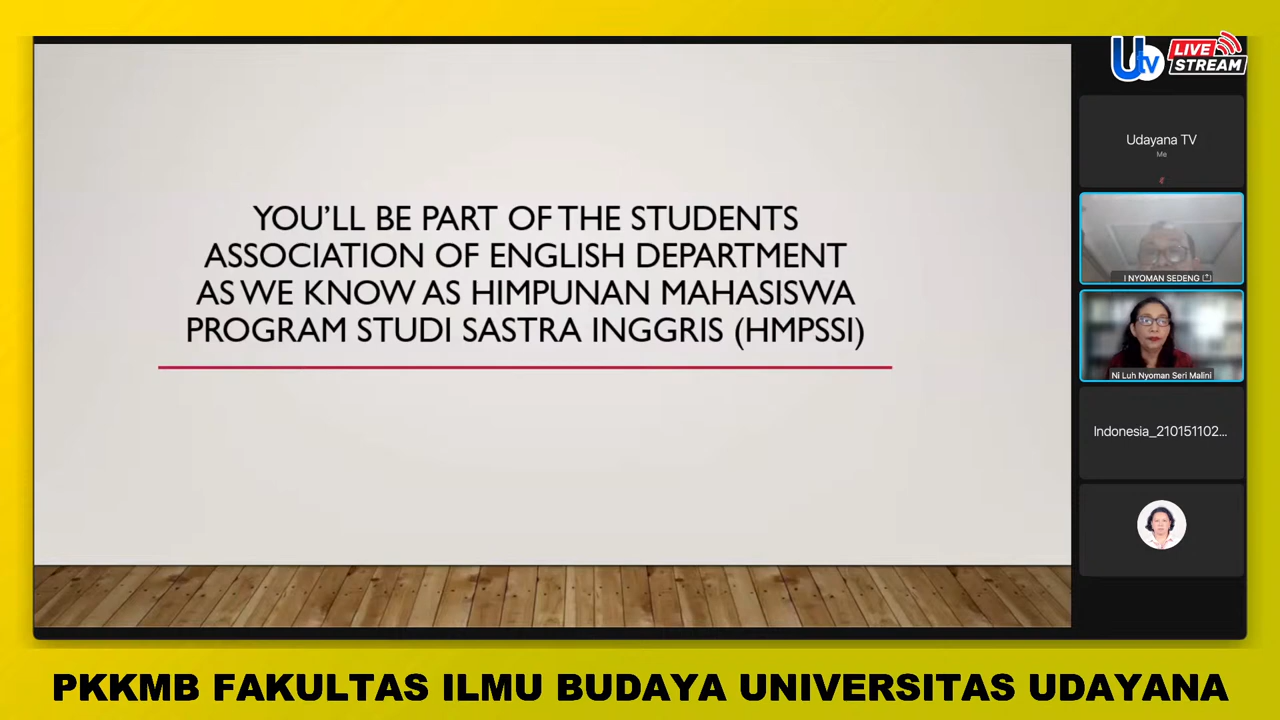 Utv
LIVE
STREAM
YOU'LL BE PART OF THE STUDENTS
ASSOCIATION OF ENGLISH DEPARTMENT
AS WE KNOW AS HIMPUNAN MAHASISWA
PROGRAM STUDI SASTRA INGGRIS (HMPSSI)
Udayana TV
Me
I NYOMAN SEDENG
Ni Luh Nyoman Seri Malini
Indonesia_210151102...
PKKMB FAKULTAS ILMU BUDAYA UNIVERSITAS UDAYANA